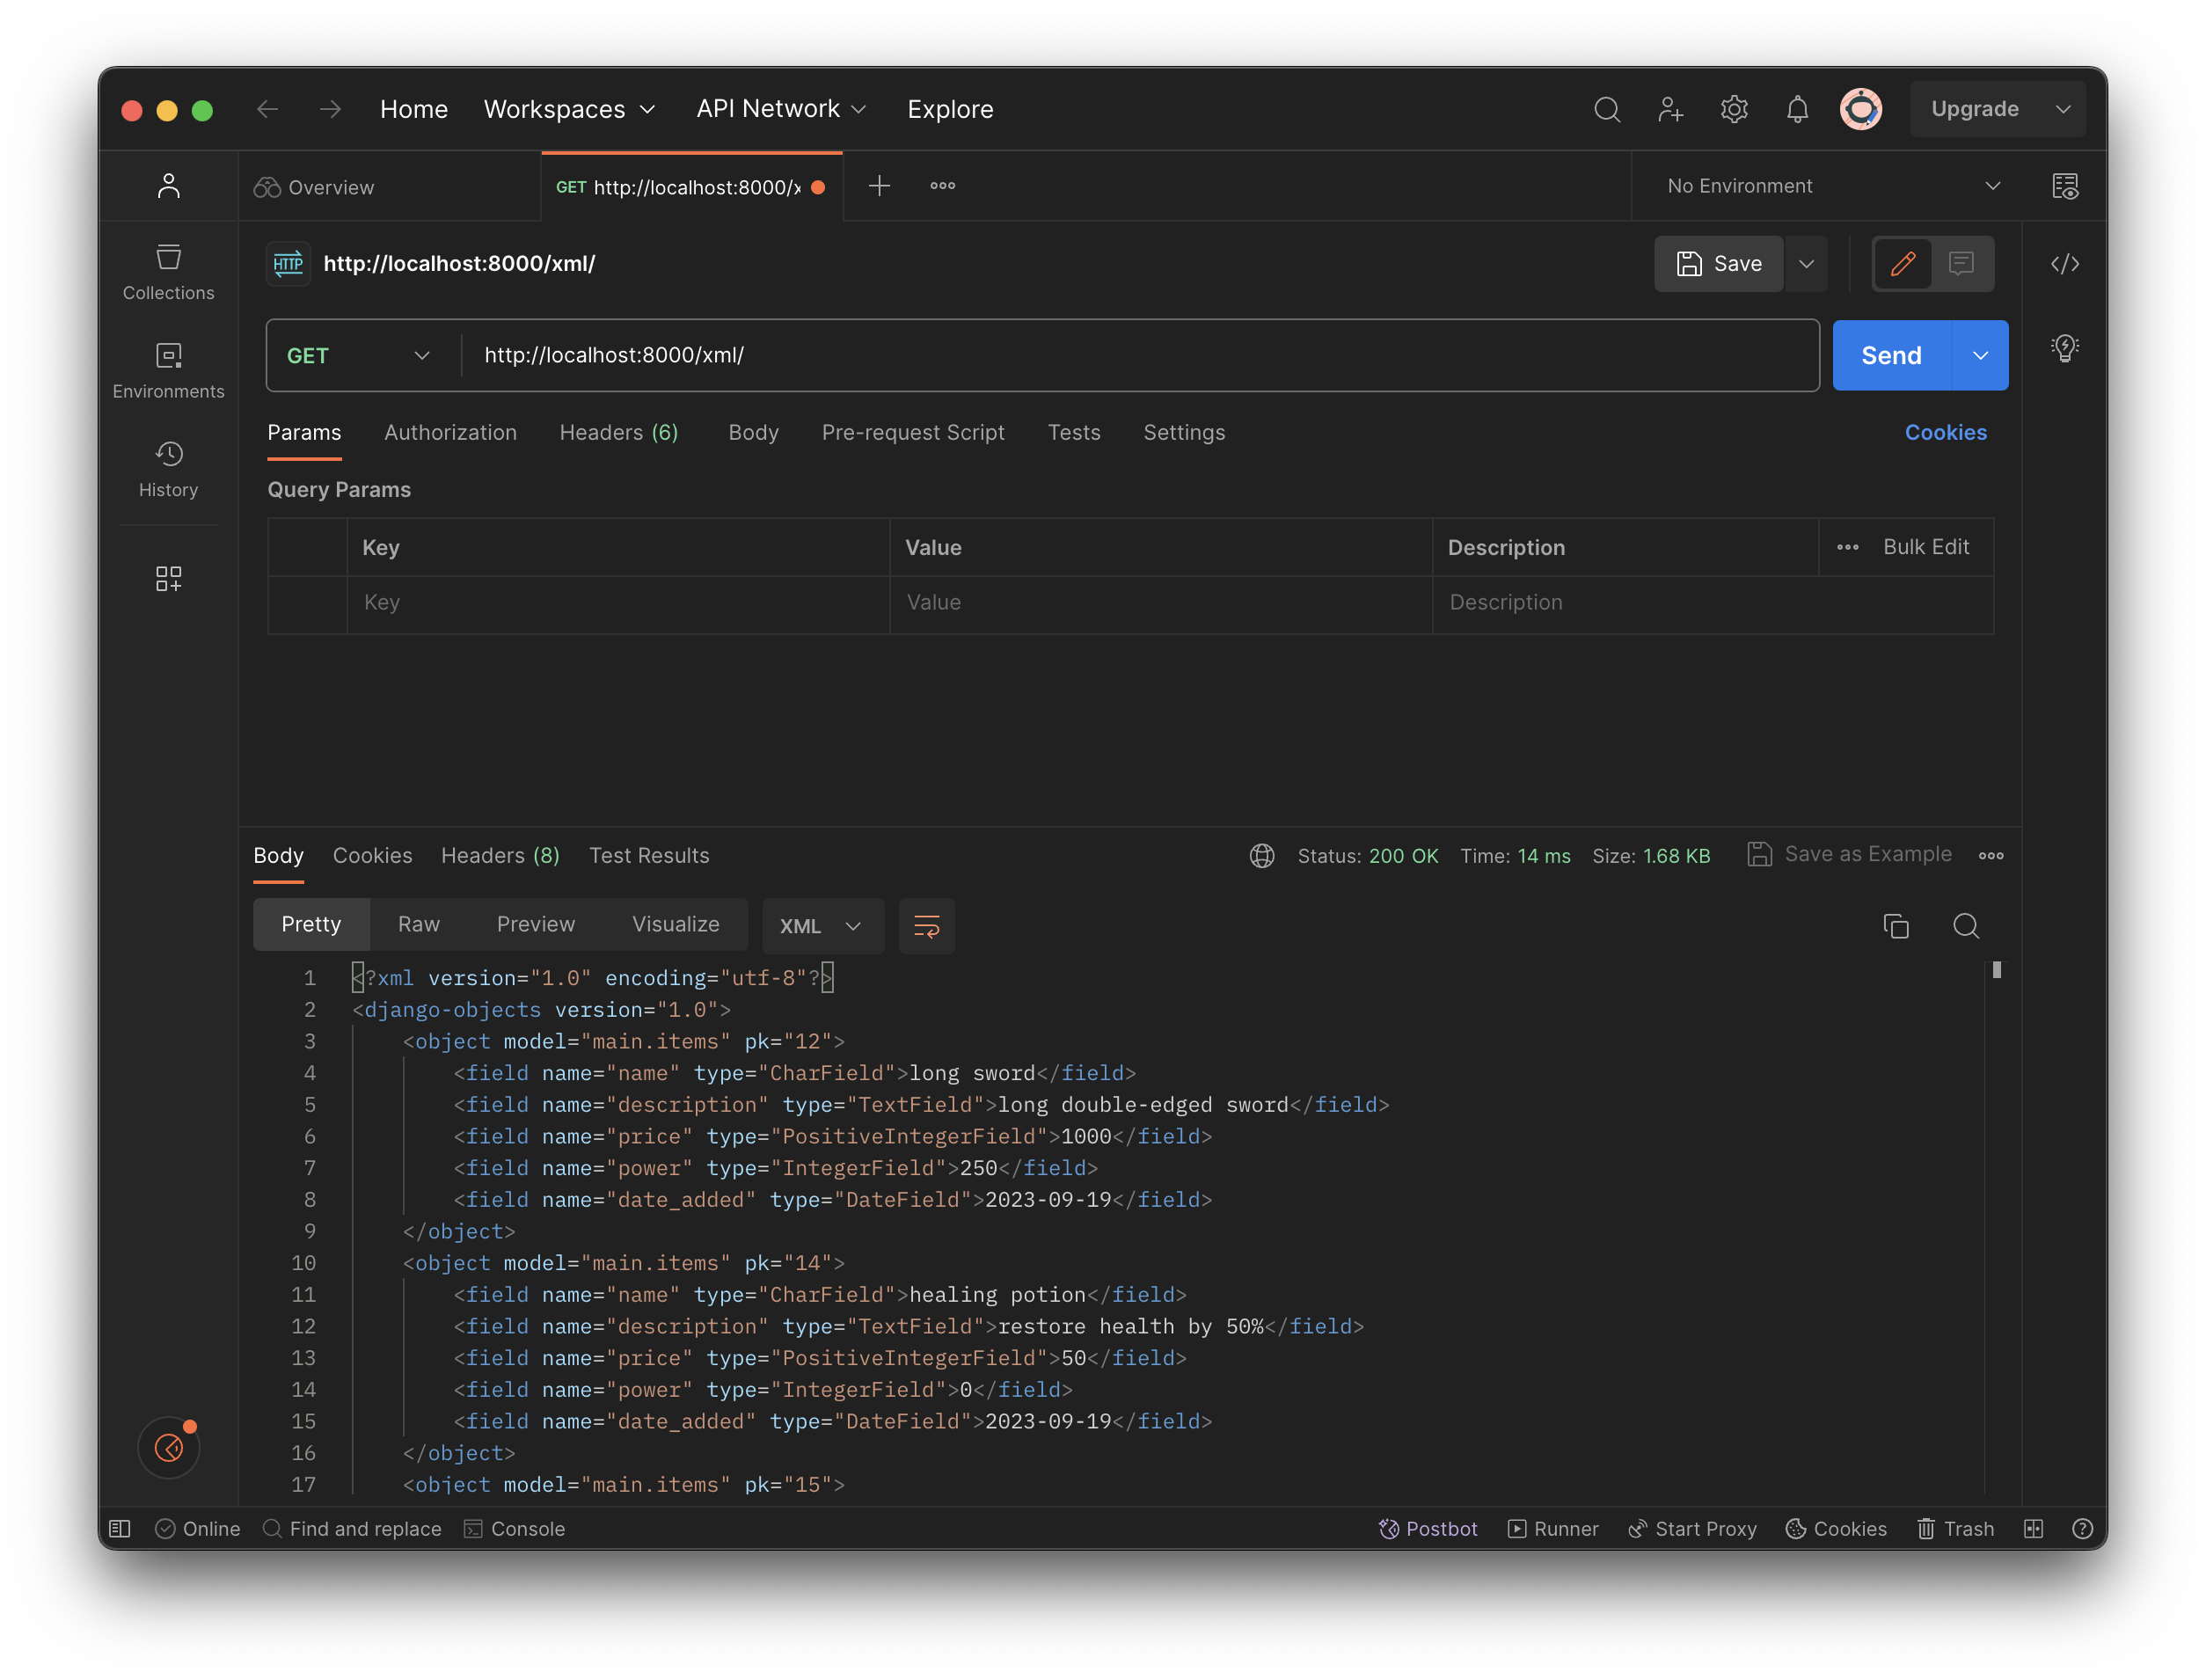 Home Workspaces API Network Explore Upgrade
Overview GET http://localhost:8000/x No Environment
HTTP http://localhost:8000/xml/ Save
Collections
Environments
History
GET http://localhost:8000/xml/ Send
Params Authorization Headers (6) Body Pre-request Script Tests Settings Cookies
Query Params
Key Value Description Bulk Edit
Key Value Description
Body Cookies Headers (8) Test Results Status: 200 OK Time: 14 ms Size: 1.68 KB Save as Example
Pretty Raw Preview Visualize XML
1 <?xml version="1.0" encoding="utf-8"?>
2 <django-objects version="1.0">
3 <object model="main.items" pk="12">
4 <field name="name" type="CharField">long sword</field>
5 <field name="description" type="TextField">long double-edged sword</field>
6 <field name="price" type="PositiveIntegerField">1000</field>
7 <field name="power" type="IntegerField">250</field>
8 <field name="date_added" type="DateField">2023-09-19</field>
9 </object>
10 <object model="main.items" pk="14">
11 <field name="name" type="CharField">healing potion</field>
12 <field name="description" type="TextField">restore health by 50%</field>
13 <field name="price" type="PositiveIntegerField">50</field>
14 <field name="power" type="IntegerField">0</field>
15 <field name="date_added" type="DateField">2023-09-19</field>
16 </object>
17 <object model="main.items" pk="15">
Online Find and replace Console Postbot Runner Start Proxy Cookies Trash